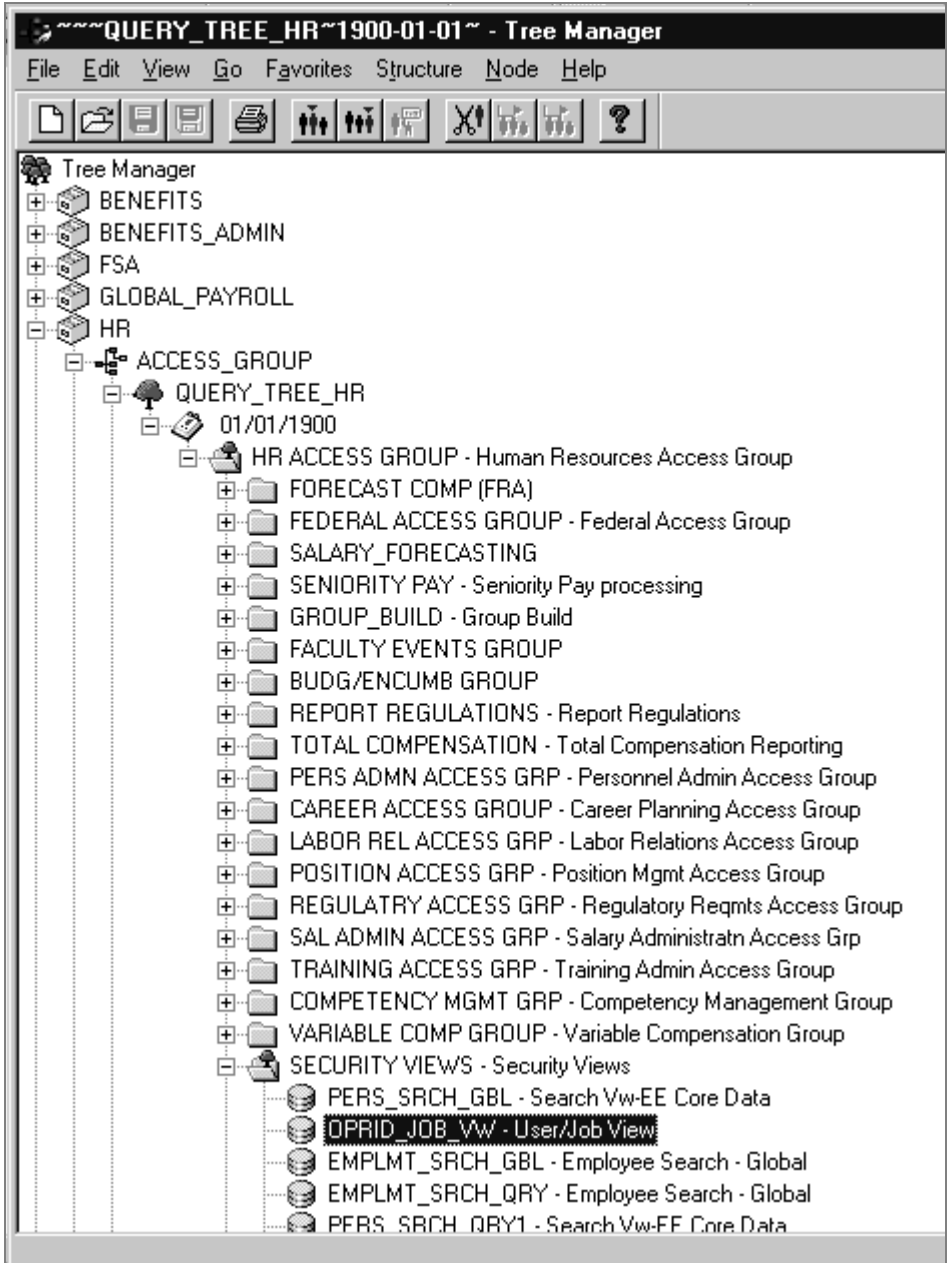 ~~~QUERY_TREE_HR~1900-01-01~ - Tree Manager
File Edit View Go Favorites Structure Node Help
Tree Manager
BENEFITS
BENEFITS_ADMIN
FSA
GLOBAL_PAYROLL
HR
ACCESS_GROUP
QUERY_TREE_HR
01/01/1900
HR ACCESS GROUP - Human Resources Access Group
FORECAST COMP (FRA)
FEDERAL ACCESS GROUP - Federal Access Group
SALARY_FORECASTING
SENIORITY PAY - Seniority Pay processing
GROUP_BUILD - Group Build
FACULTY EVENTS GROUP
BUDG/ENCUMB GROUP
REPORT REGULATIONS - Report Regulations
TOTAL COMPENSATION - Total Compensation Reporting
PERS ADMN ACCESS GRP - Personnel Admin Access Group
CAREER ACCESS GROUP - Career Planning Access Group
LABOR REL ACCESS GRP - Labor Relations Access Group
POSITION ACCESS GRP - Position Mgmt Access Group
REGULATRY ACCESS GRP - Regulatory Reqmts Access Group
SAL ADMIN ACCESS GRP - Salary Administratn Access Grp
TRAINING ACCESS GRP - Training Admin Access Group
COMPETENCY MGMT GRP - Competency Management Group
VARIABLE COMP GROUP - Variable Compensation Group
SECURITY VIEWS - Security Views
PERS_SRCH_GBL - Search Vw-EE Core Data
OPRID_JOB_VW - User/Job View
EMPLMT_SRCH_GBL - Employee Search - Global
EMPLMT_SRCH_QRY - Employee Search - Global
PERS_SRCH_QRY1 - Search Vw-EE Core Data